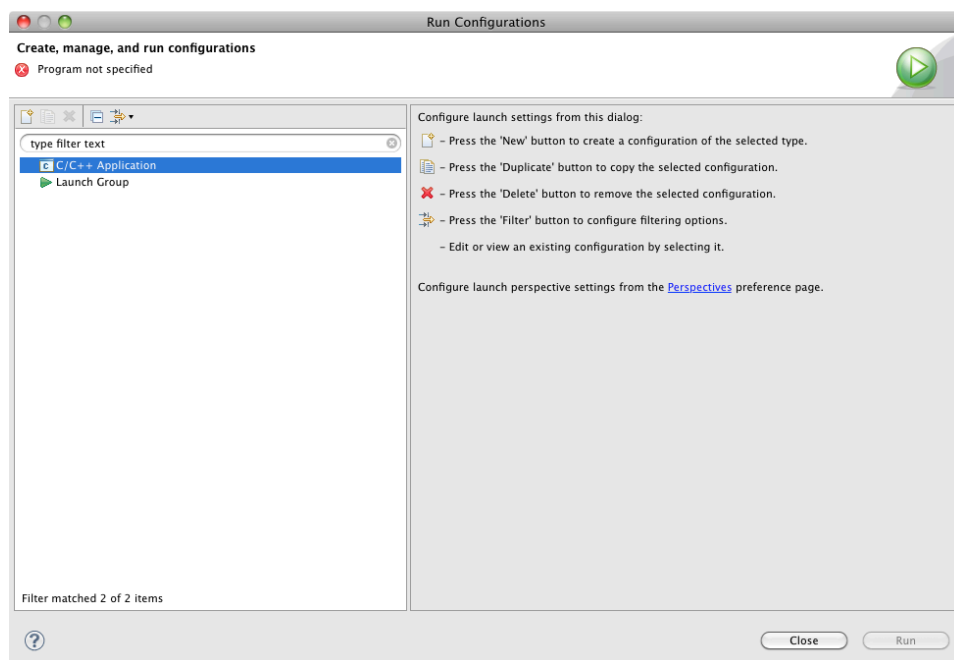 Run Configurations
Create, manage, and run configurations
Program not specified
type filter text
C/C++ Application
Launch Group
Filter matched 2 of 2 items
Configure launch settings from this dialog:
– Press the 'New' button to create a configuration of the selected type.
– Press the 'Duplicate' button to copy the selected configuration.
– Press the 'Delete' button to remove the selected configuration.
– Press the 'Filter' button to configure filtering options.
– Edit or view an existing configuration by selecting it.
Configure launch perspective settings from the Perspectives preference page.
? Close Run